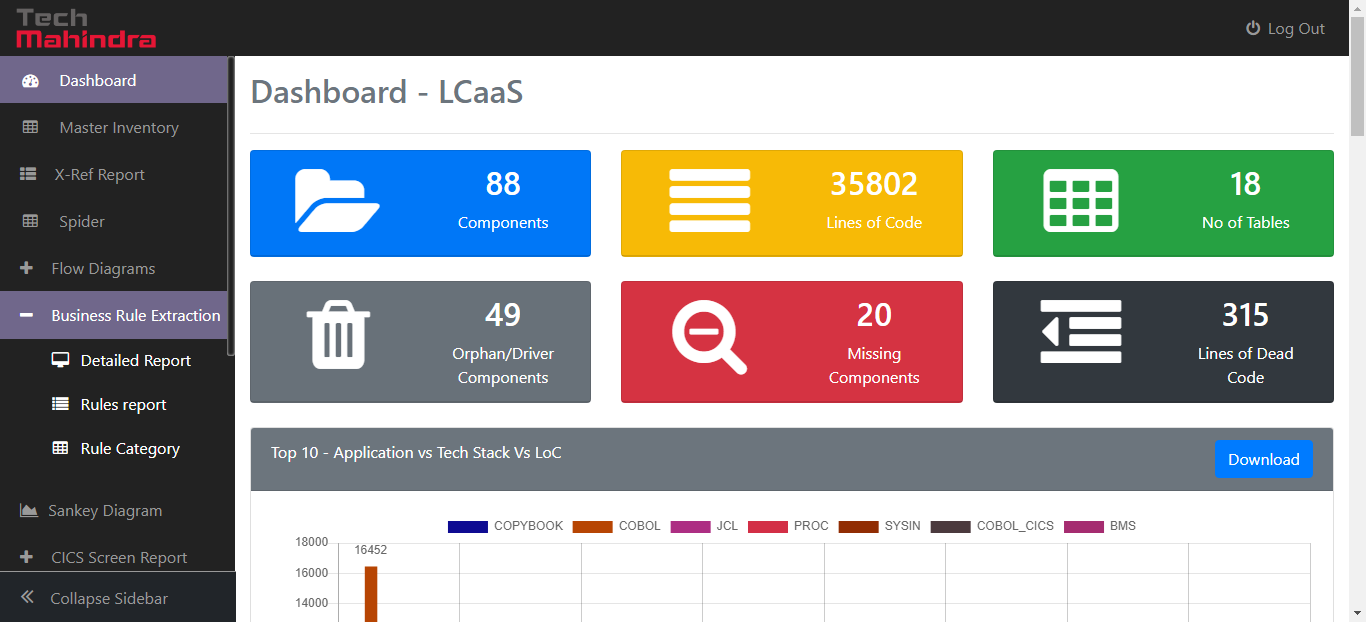 Tech
Mahindra
Log Out
Dashboard
Master Inventory
X-Ref Report
Spider
Flow Diagrams
Business Rule Extraction
Detailed Report
Rules report
Rule Category
Sankey Diagram
CICS Screen Report
Collapse Sidebar
Dashboard - LCaaS
88
Components
35802
Lines of Code
18
No of Tables
49
Orphan/Driver
Components
20
Missing
Components
315
Lines of Dead
Code
Top 10 - Application vs Tech Stack Vs LoC
Download
COPYBOOK COBOL JCL PROC SYSIN COBOL_CICS BMS
18000
16452
16000
14000